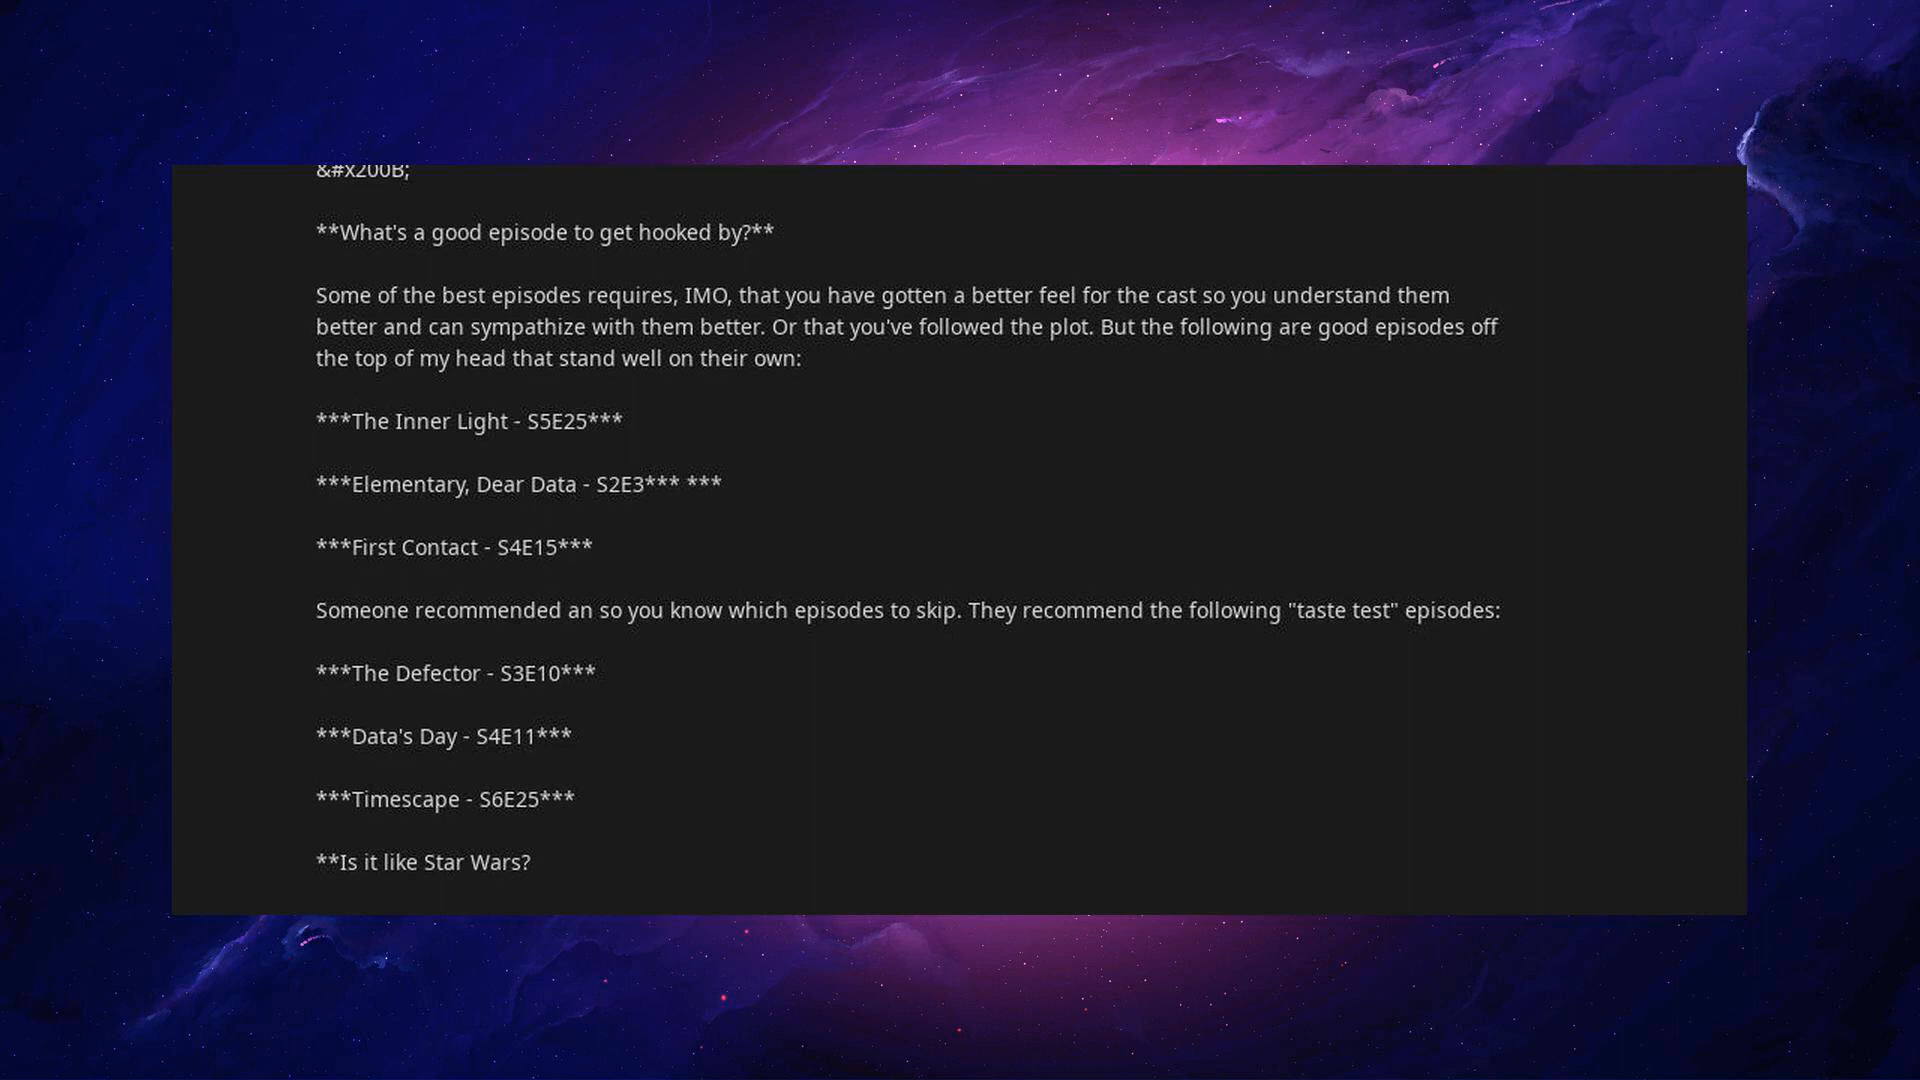 &#x200B;
**What's a good episode to get hooked by?**
Some of the best episodes requires, IMO, that you have gotten a better feel for the cast so you understand them
better and can sympathize with them better. Or that you've followed the plot. But the following are good episodes off
the top of my head that stand well on their own:
***The Inner Light - S5E25***
***Elementary, Dear Data - S2E3*** ***
***First Contact - S4E15***
Someone recommended an so you know which episodes to skip. They recommend the following "taste test" episodes:
***The Defector - S3E10***
***Data's Day - S4E11***
***Timescape - S6E25***
**Is it like Star Wars?